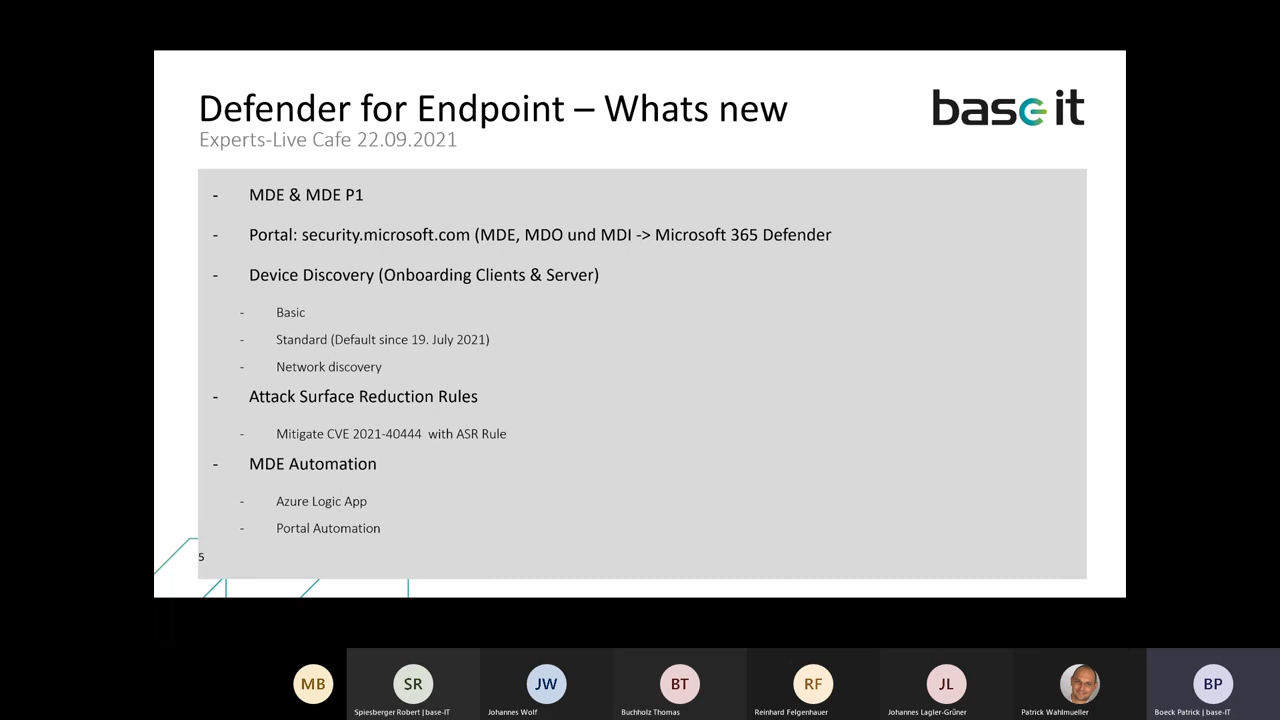 Defender for Endpoint – Whats new
base it
Experts-Live Cafe 22.09.2021
- MDE & MDE P1
- Portal: security.microsoft.com (MDE, MDO und MDI -> Microsoft 365 Defender
- Device Discovery (Onboarding Clients & Server)
- Basic
- Standard (Default since 19. July 2021)
- Network discovery
- Attack Surface Reduction Rules
- Mitigate CVE 2021-40444 with ASR Rule
- MDE Automation
- Azure Logic App
- Portal Automation
5
MB SR JW BT RF JL BP
Spiesberger Robert | base-IT Johannes Wolf Buchholz Thomas Reinhard Felgenhauer Johannes Lagler-Grüner Patrick Wahlmueller Boeck Patrick | base-IT